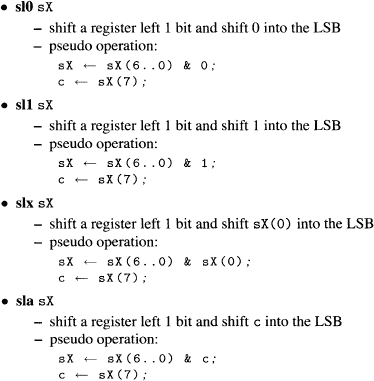 • sl0 sX
– shift a register left 1 bit and shift 0 into the LSB
– pseudo operation:
sX ← sX(6..0) & 0;
c ← sX(7);
• sl1 sX
– shift a register left 1 bit and shift 1 into the LSB
– pseudo operation:
sX ← sX(6..0) & 1;
c ← sX(7);
• slx sX
– shift a register left 1 bit and shift sX(0) into the LSB
– pseudo operation:
sX ← sX(6..0) & sX(0);
c ← sX(7);
• sla sX
– shift a register left 1 bit and shift c into the LSB
– pseudo operation:
sX ← sX(6..0) & c;
c ← sX(7);